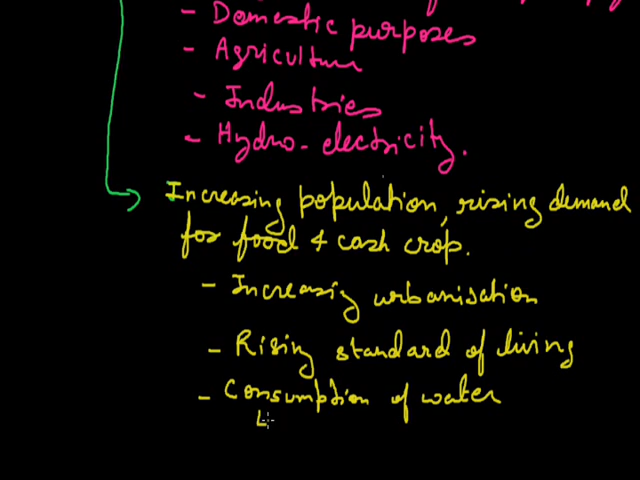 - Domestic purposes
- Agriculture
- Industries
- Hydro-electricity.
Increasing population, rising demand
for food & cash crop.
- Increasing urbanisation
- Rising standard of living
- Consumption of water